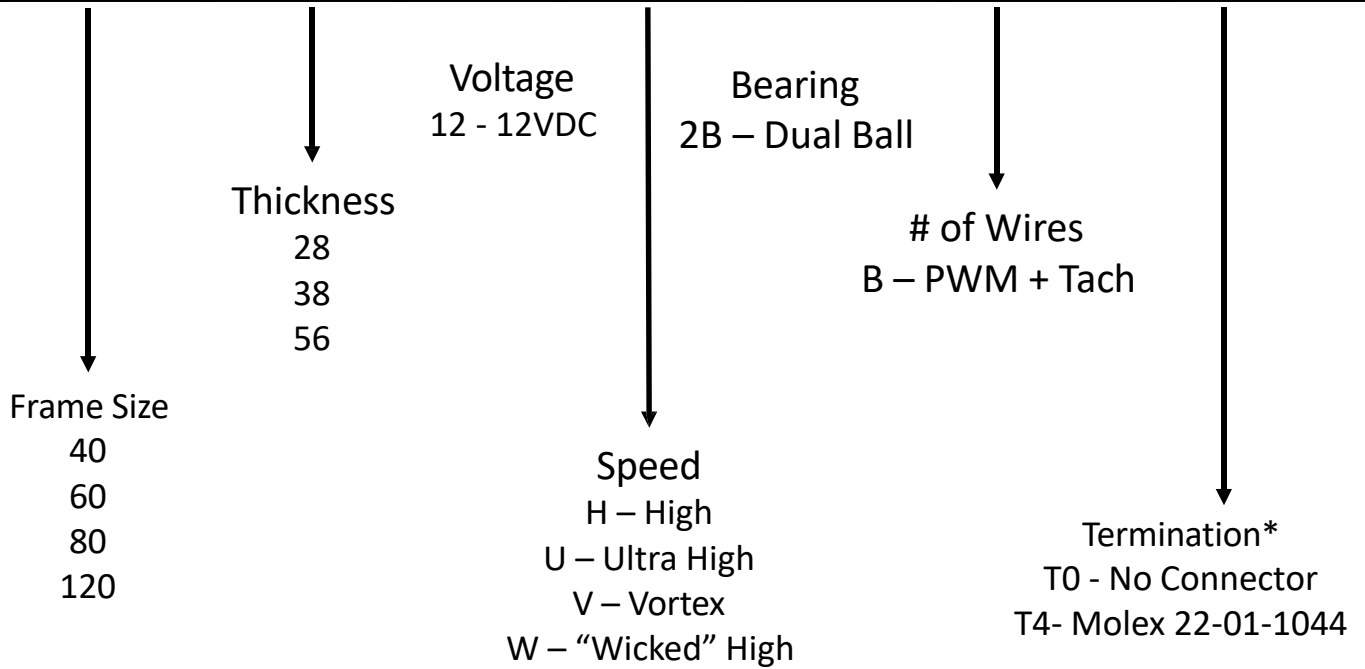 Voltage
12 - 12VDC
Bearing
2B – Dual Ball
Thickness
28
38
56
# of Wires
B – PWM + Tach
Frame Size
40
60
80
120
Speed
H – High
U – Ultra High
V – Vortex
W – “Wicked” High
Termination*
T0 - No Connector
T4- Molex 22-01-1044